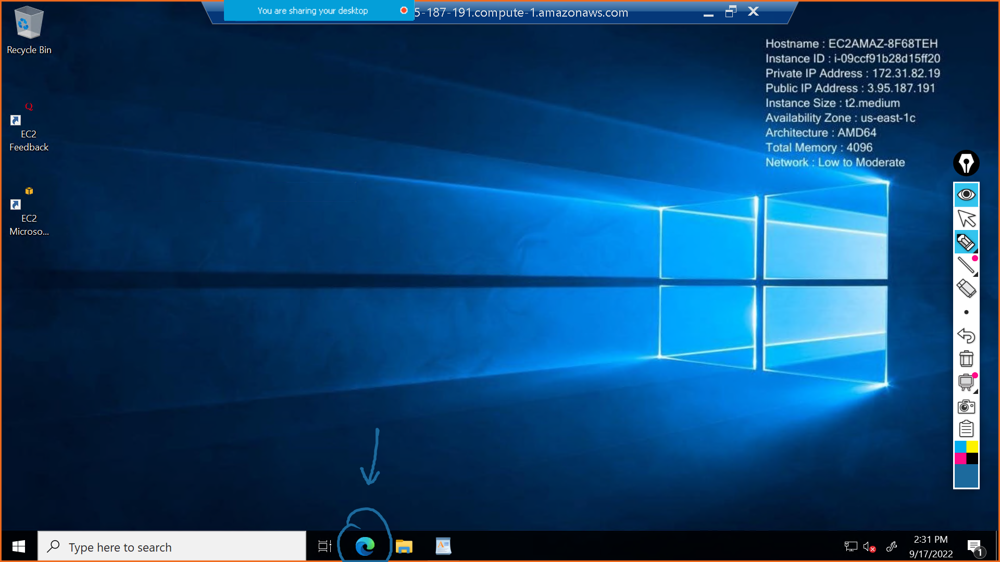 You are sharing your desktop
5-187-191.compute-1.amazonaws.com
Recycle Bin
Hostname : EC2AMAZ-8F68TEH
Instance ID : i-09ccf91b28d15ff20
Private IP Address : 172.31.82.19
Public IP Address : 3.95.187.191
Instance Size : t2.medium
Availability Zone : us-east-1c
Architecture : AMD64
Total Memory : 4096
Network : Low to Moderate
Q
EC2
Feedback
EC2
Microso...
Type here to search
A
2:31 PM
9/17/2022
1